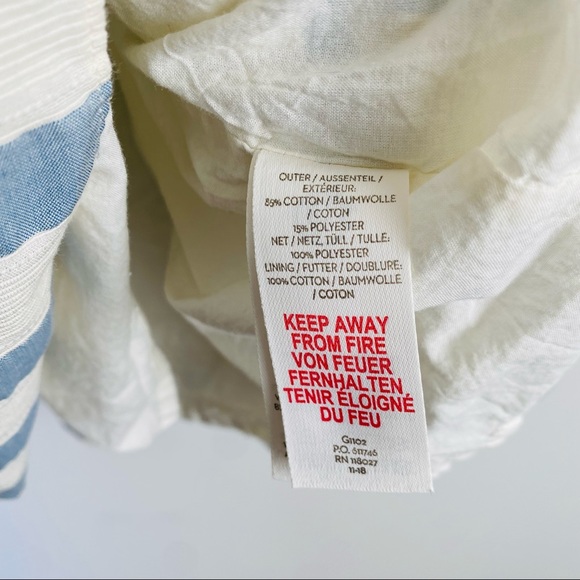 OUTER / AUSSENTEIL /
EXTÉRIEUR:
85% COTTON / BAUMWOLLE
/ COTON
15% POLYESTER
NET / NETZ, TÜLL / TULLE:
100% POLYESTER
LINING / FUTTER / DOUBLURE:
100% COTTON / BAUMWOLLE
/ COTON
KEEP AWAY
FROM FIRE
VON FEUER
FERNHALTEN
TENIR ÉLOIGNÉ
DU FEU
G1102
P.O. 611746
RN 118027
11-18